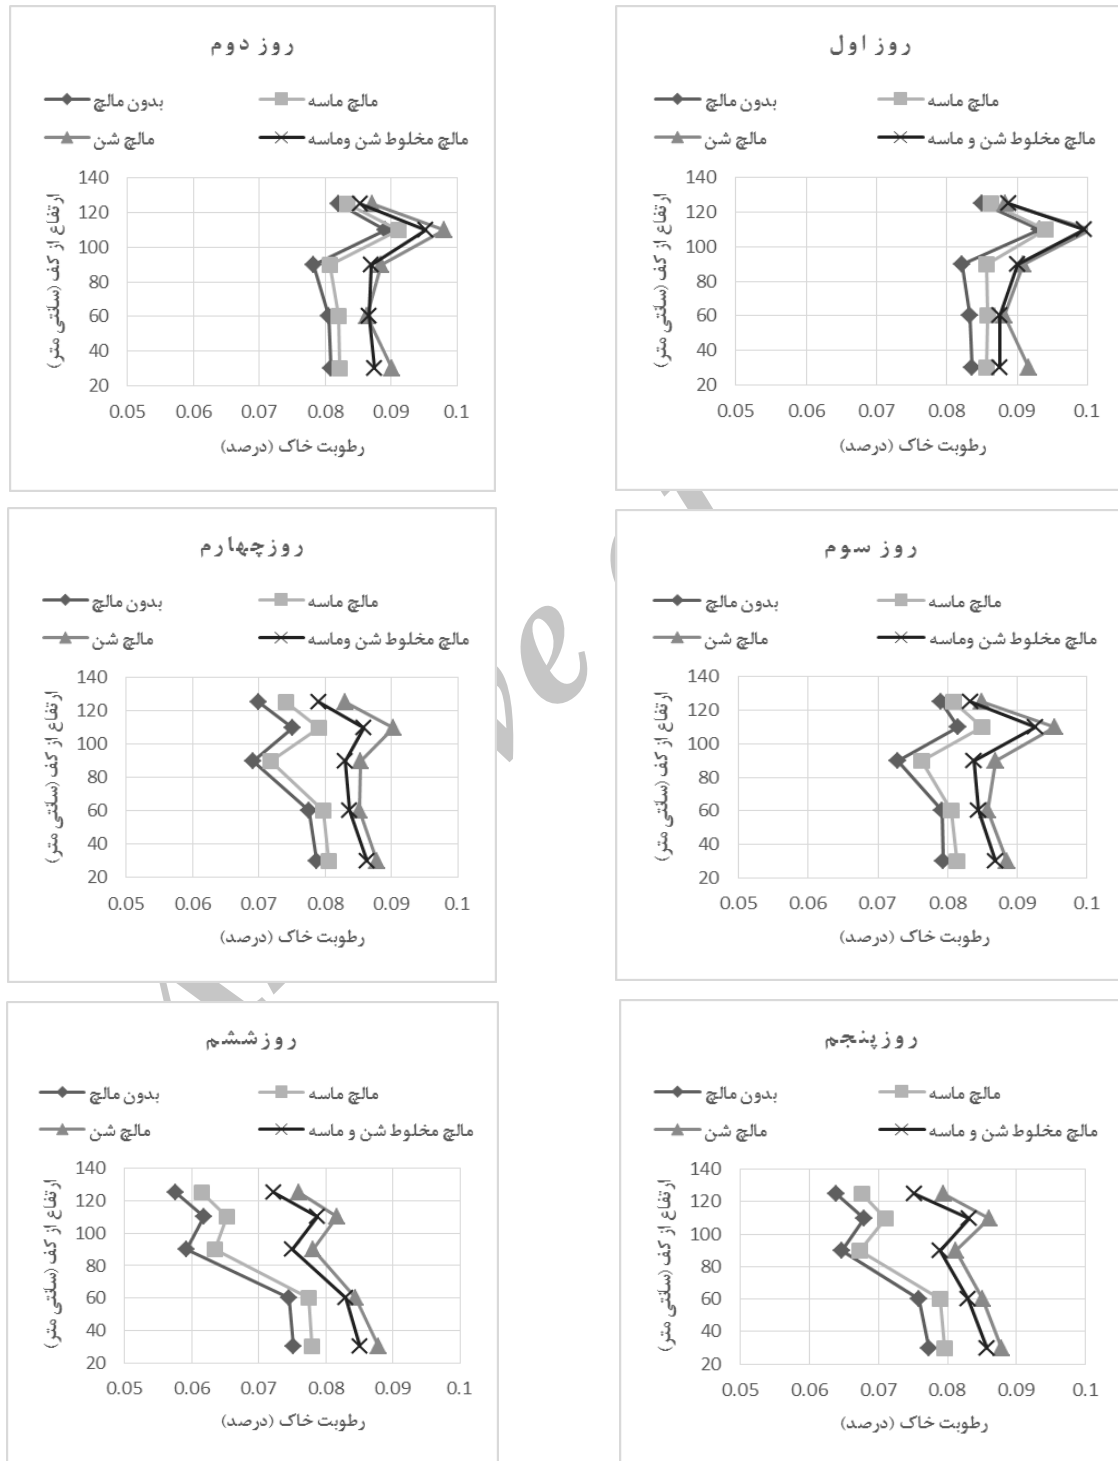 روز اول
بدون مالچ
مالچ ماسه
مالچ شن
مالچ مخلوط شن و ماسه
ارتفاع از کف (سانتی متر)
140
120
100
80
60
40
20
0.05 0.06 0.07 0.08 0.09 0.1
رطوبت خاک (درصد)
روز دوم
بدون مالچ
مالچ ماسه
مالچ شن
مالچ مخلوط شن وماسه
ارتفاع از کف (سانتی متر)
140
120
100
80
60
40
20
0.05 0.06 0.07 0.08 0.09 0.1
رطوبت خاک (درصد)
روز سوم
بدون مالچ
مالچ ماسه
مالچ شن
مالچ مخلوط شن وماسه
ارتفاع از کف (سانتی متر)
140
120
100
80
60
40
20
0.05 0.06 0.07 0.08 0.09 0.1
رطوبت خاک (درصد)
روزچهارم
بدون مالچ
مالچ ماسه
مالچ شن
مالچ مخلوط شن وماسه
ارتفاع از کف (سانتی متر)
140
120
100
80
60
40
20
0.05 0.06 0.07 0.08 0.09 0.1
رطوبت خاک (درصد)
روزپنجم
بدون مالچ
مالچ ماسه
مالچ شن
مالچ مخلوط شن و ماسه
ارتفاع از کف (سانتی متر)
140
120
100
80
60
40
20
0.05 0.06 0.07 0.08 0.09 0.1
رطوبت خاک (درصد)
روزششم
بدون مالچ
مالچ ماسه
مالچ شن
مالچ مخلوط شن و ماسه
ارتفاع از کف (سانتی متر)
140
120
100
80
60
40
20
0.05 0.06 0.07 0.08 0.09 0.1
رطوبت خاک (درصد)